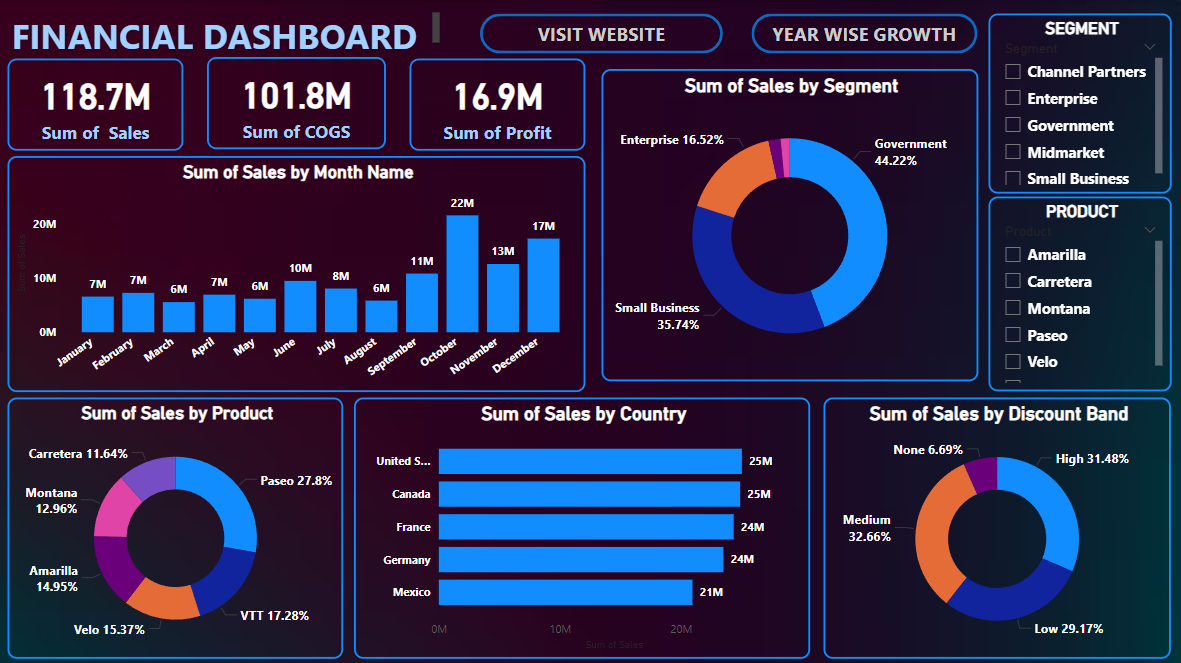 FINANCIAL DASHBOARD
VISIT WEBSITE
YEAR WISE GROWTH
118.7M
Sum of Sales
101.8M
Sum of COGS
16.9M
Sum of Profit
Sum of Sales by Month Name
Sum of Sales
20M
10M
0M
7M
7M
6M
7M
6M
10M
8M
6M
11M
22M
13M
17M
January
February
March
April
May
June
July
August
September
October
November
December
Sum of Sales by Segment
Enterprise 16.52%
Government
44.22%
Small Business
35.74%
SEGMENT
Segment
Channel Partners
Enterprise
Government
Midmarket
Small Business
PRODUCT
Product
Amarilla
Carretera
Montana
Paseo
Velo
Sum of Sales by Product
Carretera 11.64%
Paseo 27.8%
Montana
12.96%
Amarilla
14.95%
Velo 15.37%
VTT 17.28%
Sum of Sales by Country
United S...
25M
Canada
25M
France
24M
Germany
24M
Mexico
21M
0M
10M
20M
Sum of Sales
Sum of Sales by Discount Band
None 6.69%
High 31.48%
Medium
32.66%
Low 29.17%